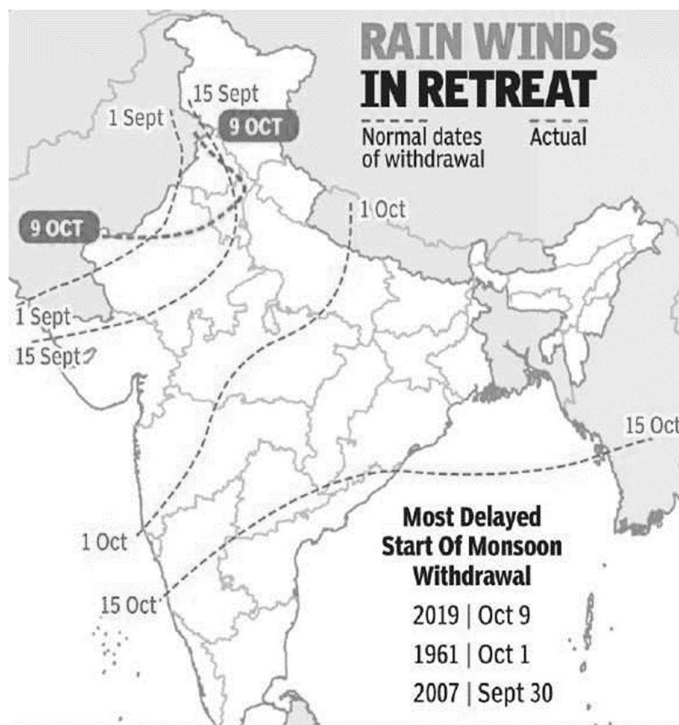 RAIN WINDS
IN RETREAT
Normal dates
of withdrawal
Actual
15 Sept
1 Sept
9 OCT
1 Oct
9 OCT
1 Sept
15 Sept
15 Oct
1 Oct
15 Oct
Most Delayed
Start Of Monsoon
Withdrawal
2019 | Oct 9
1961 | Oct 1
2007 | Sept 30